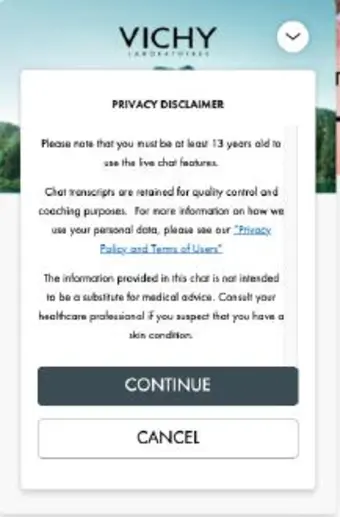 VICHY
LABORATOIRES
PRIVACY DISCLAIMER
Please note that you must be at least 13 years old to
use the live chat features.
Chat transcripts are retained for quality control and
coaching purposes. For more information on how we
use your personal data, please see our "Privacy
Policy and Terms of Users"
The information provided in this chat is not intended
to be a substitute for medical advice. Consult your
healthcare professional if you suspect that you have a
skin condition.
CONTINUE
CANCEL